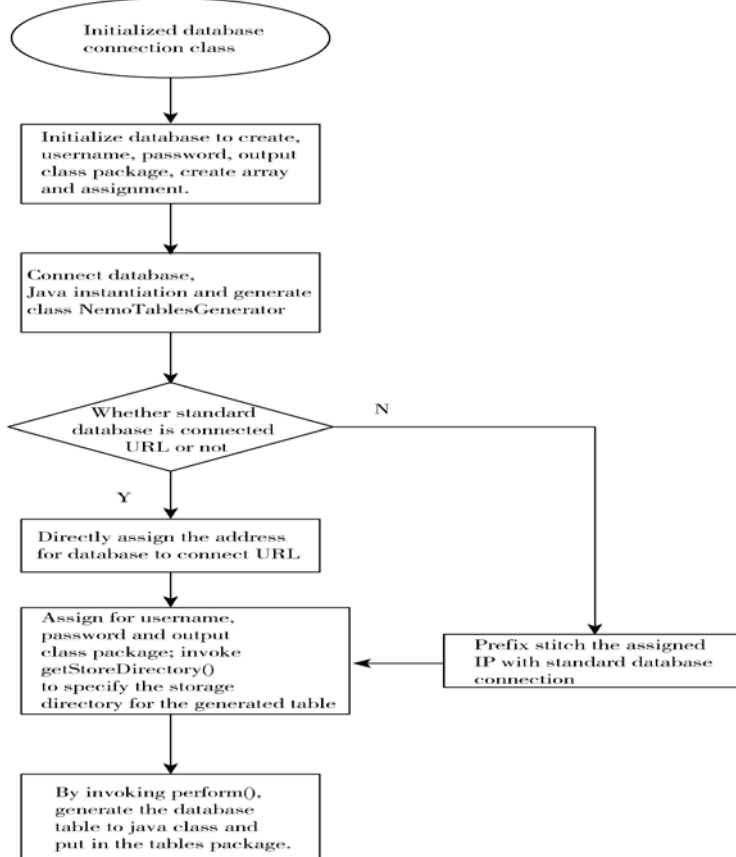 Initialized database
connection class
Initialize database to create,
username, password, output
class package, create array
and assignment.
Connect database,
Java instantiation and generate
class NemoTablesGenerator
Whether standard
database is connected
URL or not
N
Y
Directly assign the address
for database to connect URL
Assign for username,
password and output
class package; invoke
getStoreDirectory()
to specify the storage
directory for the generated table
Prefix stitch the assigned
IP with standard database
connection
By invoking perform(),
generate the database
table to java class and
put in the tables package.